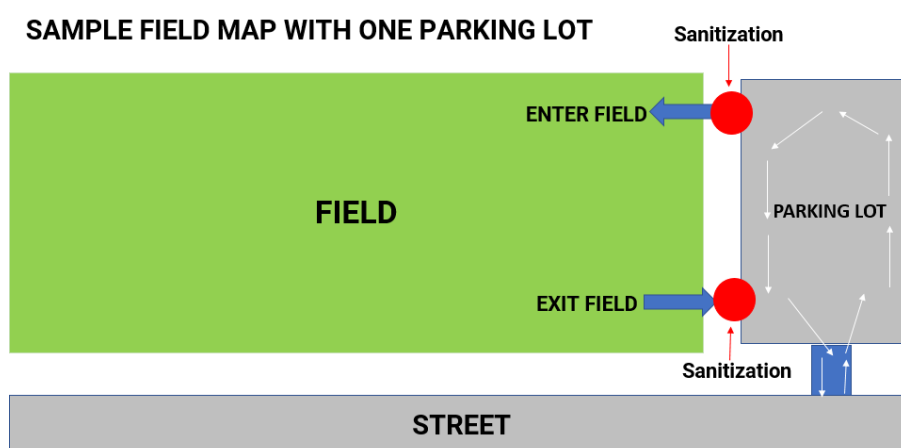 SAMPLE FIELD MAP WITH ONE PARKING LOT
Sanitization
ENTER FIELD
FIELD
PARKING LOT
EXIT FIELD
Sanitization
STREET